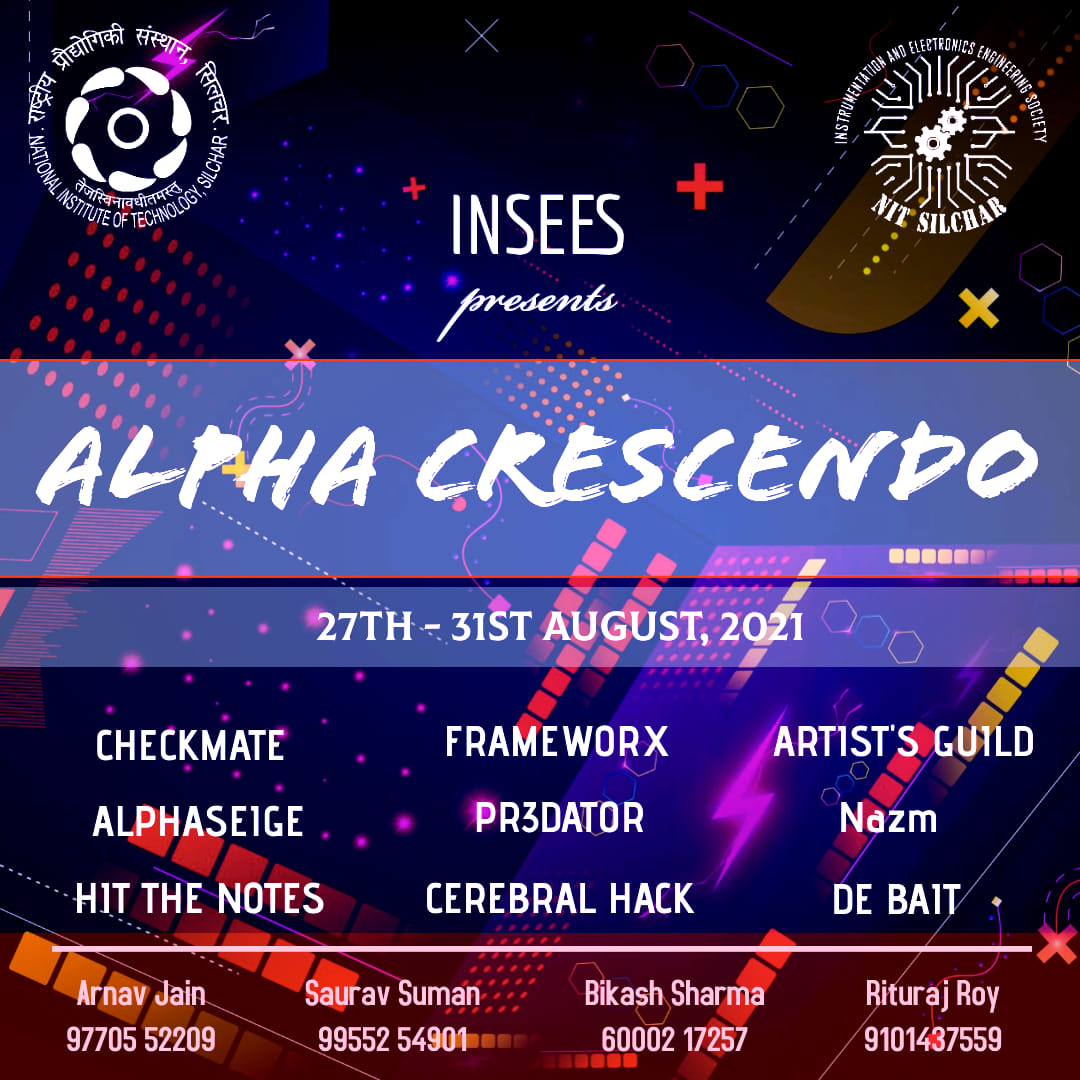 राष्ट्रीय प्रौद्योगिकी संस्थान, सिलचर
तेजस्विनावधीतमस्तु
NATIONAL INSTITUTE OF TECHNOLOGY, SILCHAR
INSTRUMENTATION AND ELECTRONICS ENGINEERING SOCIETY
NIT SILCHAR
INSEES
presents
ALPHA CRESCENDO
27TH - 31ST AUGUST, 2021
CHECKMATE FRAMEWORX ARTIST'S GUILD
ALPHASEIGE PR3DATOR Nazm
HIT THE NOTES CEREBRAL HACK DE BAIT
Arnav Jain Saurav Suman Bikash Sharma Rituraj Roy
97705 52209 99552 54901 60002 17257 9101437559